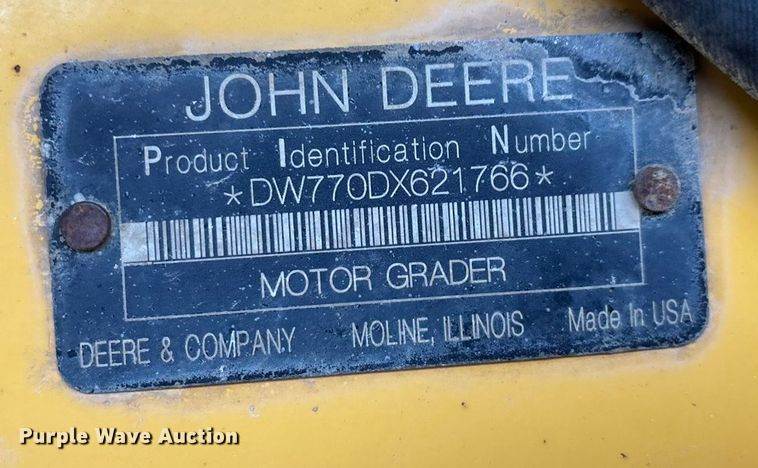 JOHN DEERE
Product Identification Number
*DW770DX621766*
MOTOR GRADER
DEERE & COMPANY MOLINE, ILLINOIS Made In USA
Purple Wave Auction